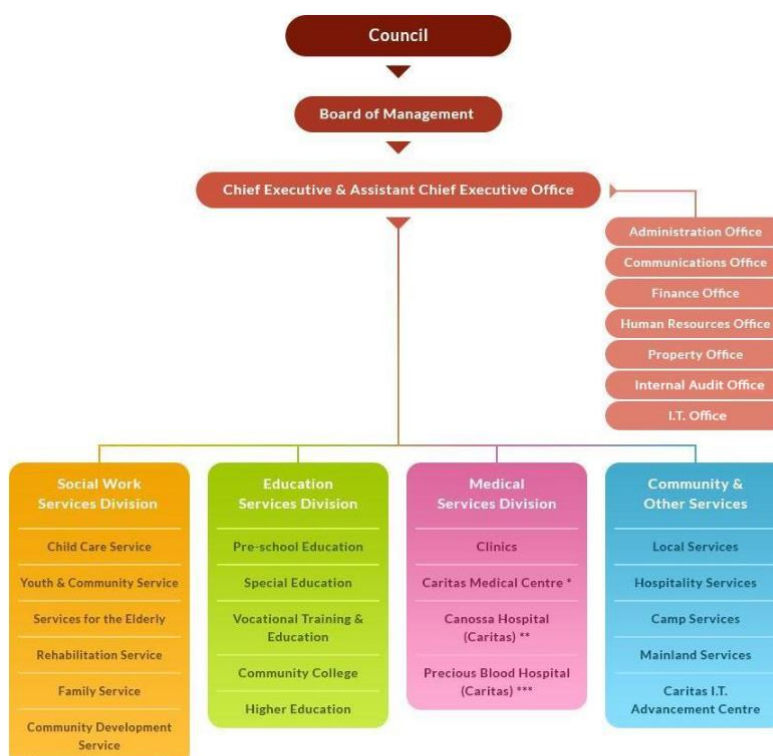 Council
Board of Management
Chief Executive & Assistant Chief Executive Office
Administration Office
Communications Office
Finance Office
Human Resources Office
Property Office
Internal Audit Office
I.T. Office
Social Work
Services Division
Child Care Service
Youth & Community Service
Services for the Elderly
Rehabilitation Service
Family Service
Community Development
Service
Education
Services Division
Pre-school Education
Special Education
Vocational Training &
Education
Community College
Higher Education
Medical
Services Division
Clinics
Caritas Medical Centre *
Canossa Hospital
(Caritas) **
Precious Blood Hospital
(Caritas) ***
Community &
Other Services
Local Services
Hospitality Services
Camp Services
Mainland Services
Caritas I.T.
Advancement Centre